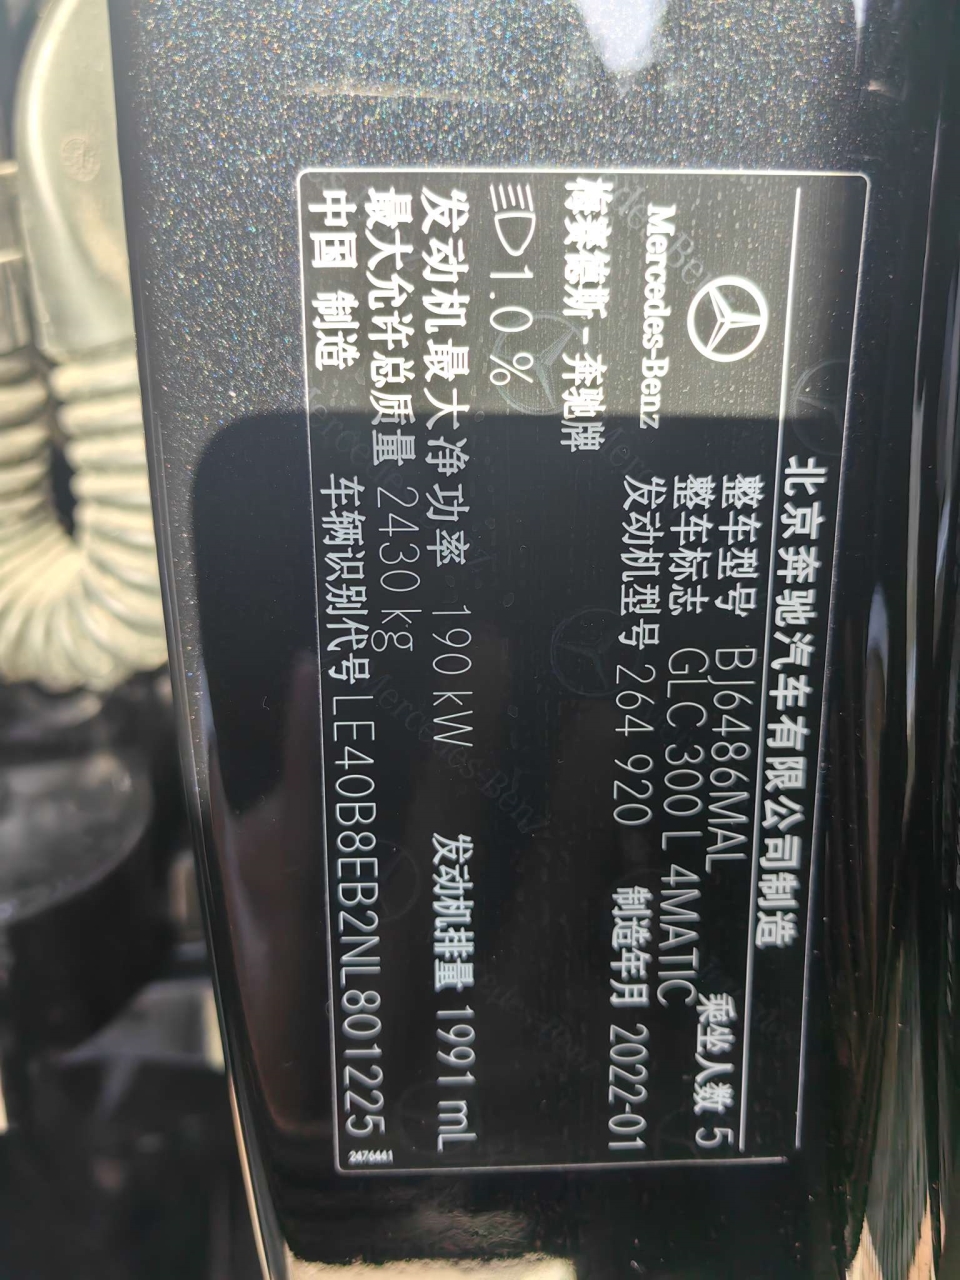 北京奔驰汽车有限公司制造
整车型号 BJ6486MAL 乘坐人数 5
整车标志 GLC 300 L 4MATIC
Mercedes-Benz
发动机型号 264 920 制造年月 2022-01
梅赛德斯-奔驰牌
1.0 %
发动机最大净功率 190 kW 发动机排量 1991 mL
最大允许总质量 2430 kg
中国 制造 车辆识别代号 LE40B8EB2NL801225
2476441